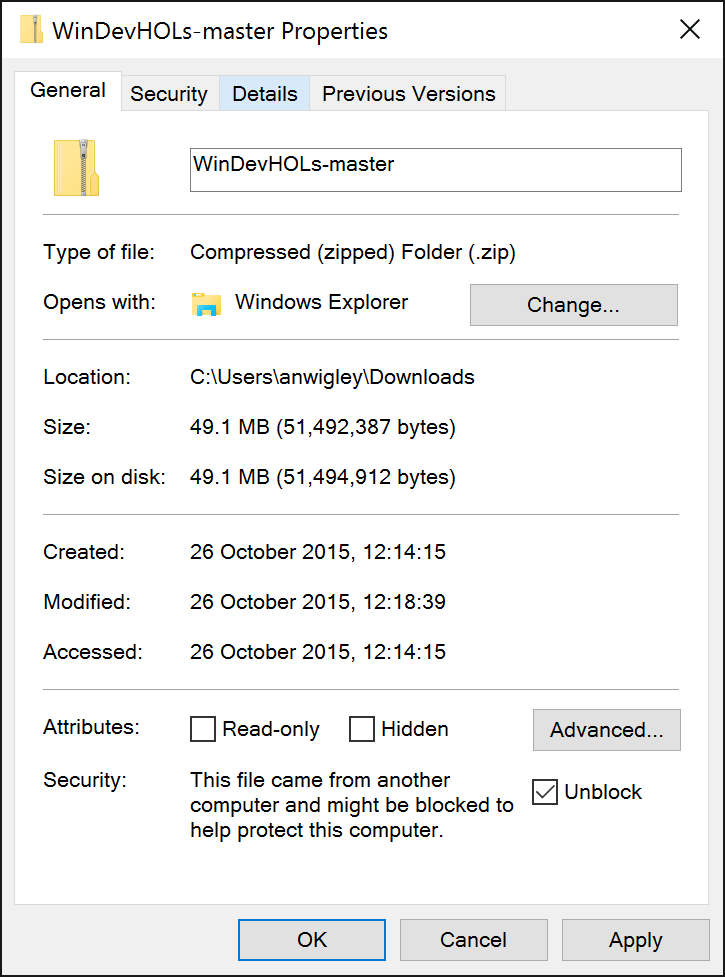 WinDevHOLs-master Properties
General Security Details Previous Versions
WinDevHOLs-master
Type of file: Compressed (zipped) Folder (.zip)
Opens with: Windows Explorer Change...
Location: C:\Users\anwigley\Downloads
Size: 49.1 MB (51,492,387 bytes)
Size on disk: 49.1 MB (51,494,912 bytes)
Created: 26 October 2015, 12:14:15
Modified: 26 October 2015, 12:18:39
Accessed: 26 October 2015, 12:14:15
Attributes: Read-only Hidden Advanced...
Security: This file came from another
computer and might be blocked to
help protect this computer.
Unblock
OK Cancel Apply